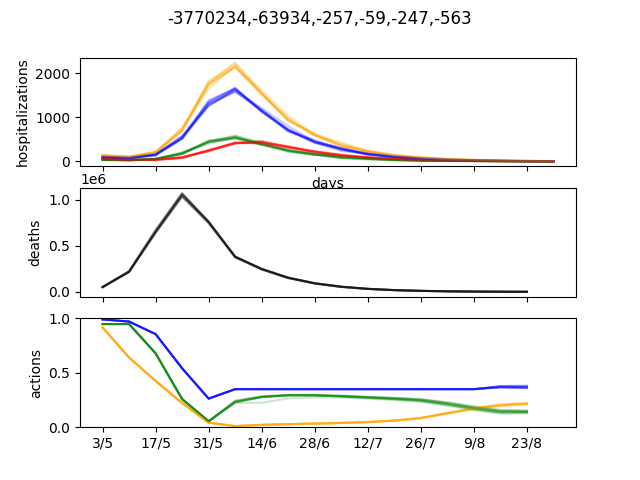 -3770234,-63934,-257,-59,-247,-563
hospitalizations
2000
1000
0
days
1e6
deaths
1.0
0.5
0.0
actions
1.0
0.5
0.0
3/5 17/5 31/5 14/6 28/6 12/7 26/7 9/8 23/8